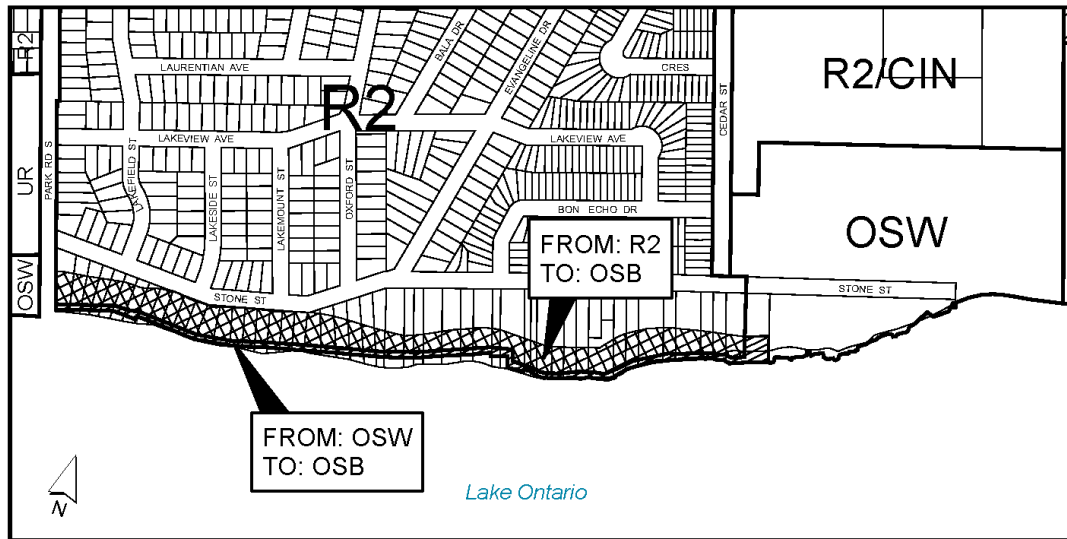 R2
UR
OSW
LAURENTIAN AVE
BALA DR
EVANGELINE DR
CRES
R2/CIN
R2
CEDAR ST
PARK RD S
LAKEFIELD ST
LAKEVIEW AVE
LAKEVIEW AVE
LAKESIDE ST
LAKEMOUNT ST
OXFORD ST
BON ECHO DR
OSW
FROM: R2
TO: OSB
STONE ST
STONE ST
FROM: OSW
TO: OSB
N
Lake Ontario